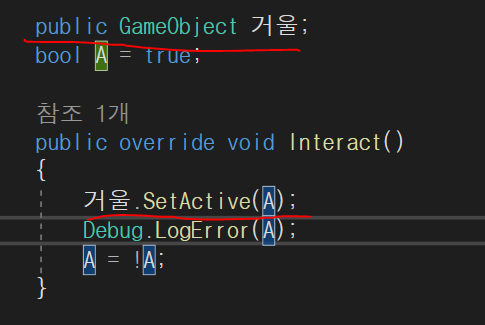 public GameObject 거울;
bool A = true;
참조 1개
public override void Interact()
{
거울.SetActive(A);
Debug.LogError(A);
A = !A;
}